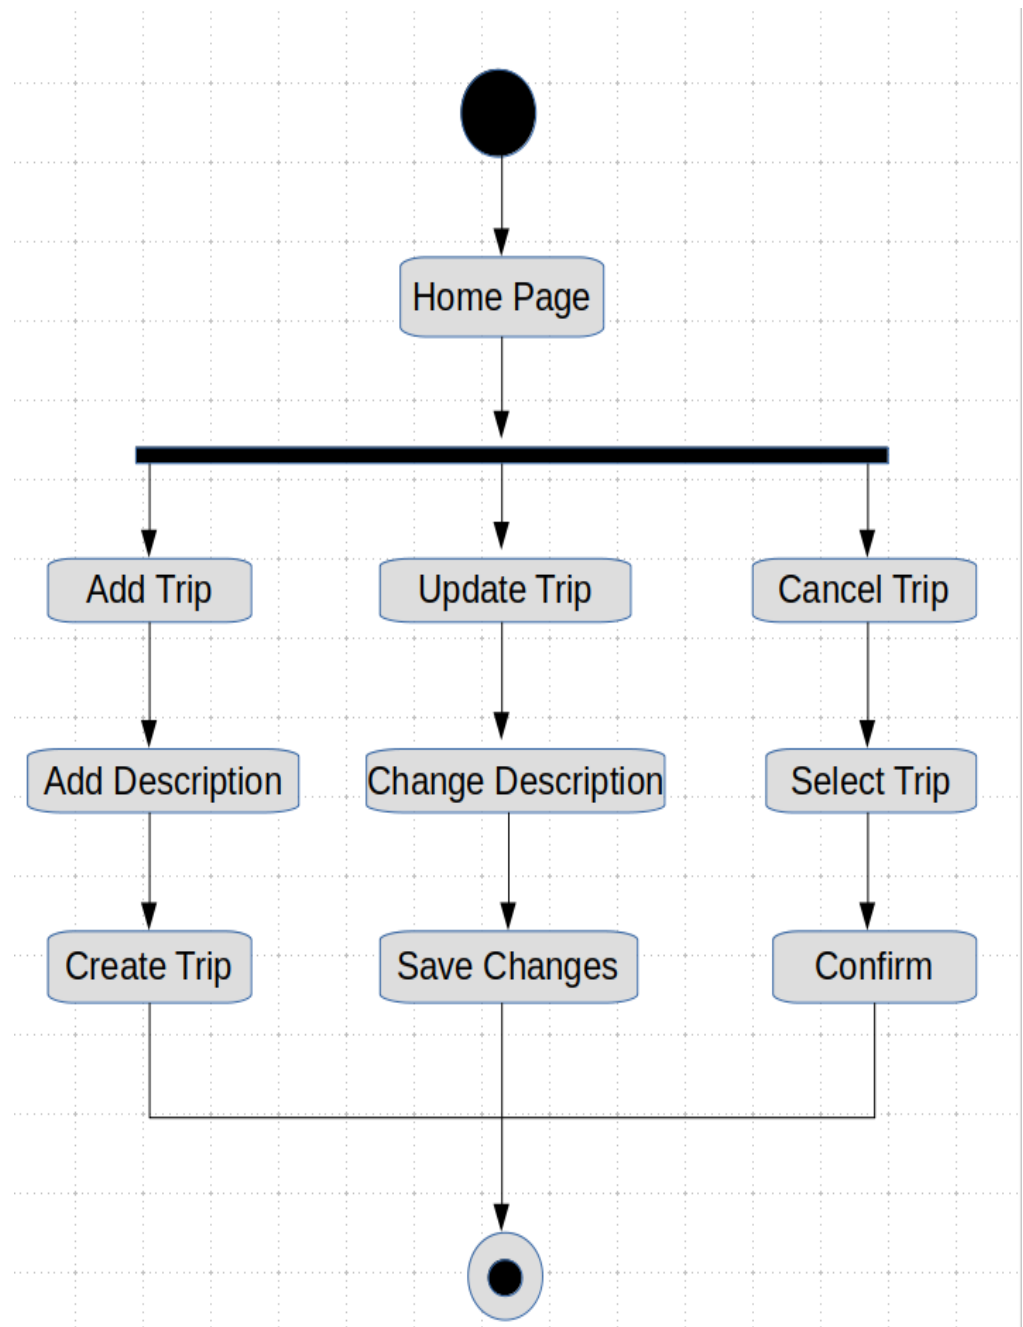 Home Page
Add Trip
Update Trip
Cancel Trip
Add Description
Change Description
Select Trip
Create Trip
Save Changes
Confirm